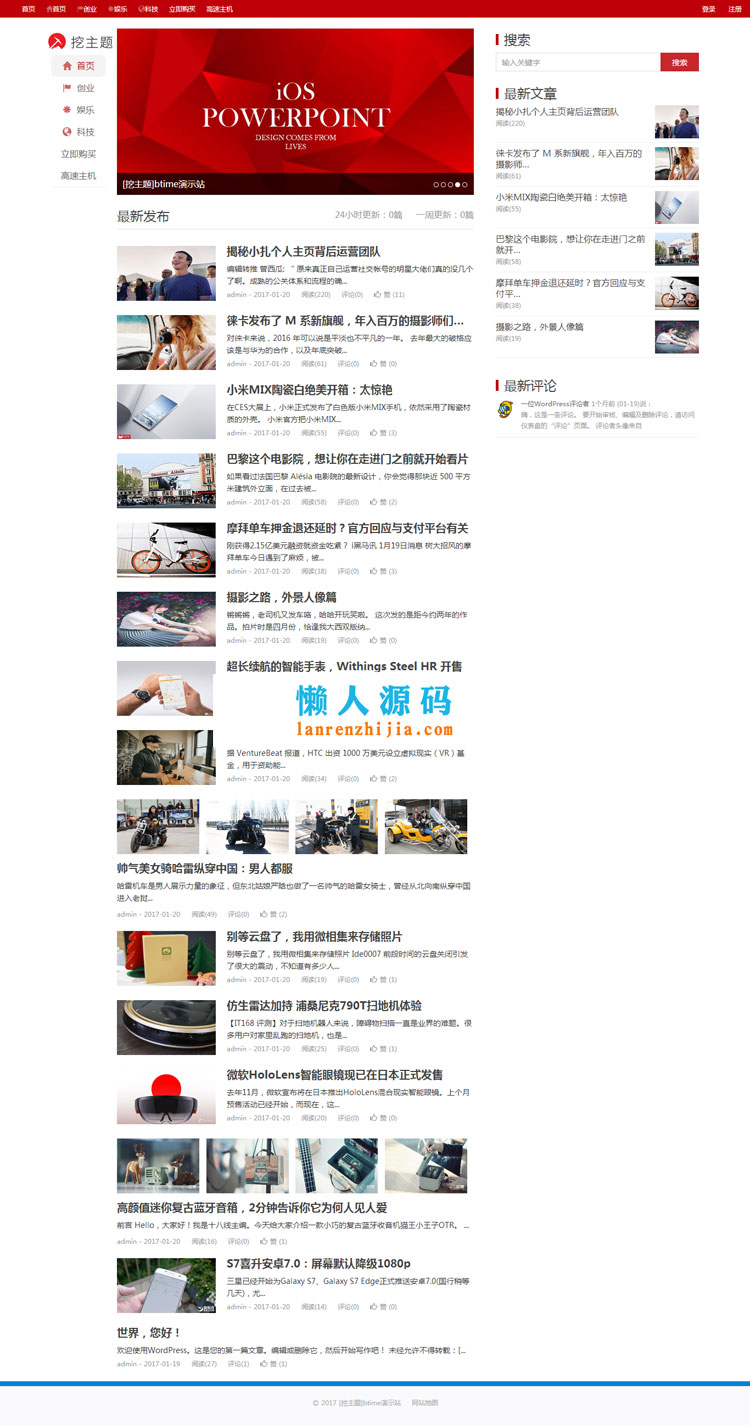 首页 首页 创业 娱乐 科技 立即购买 高速主机 登录 注册
挖主题
首页
创业
娱乐
科技
立即购买
高速主机
iOS
POWERPOINT
DESIGN COMES FROM
LIVES
[挖主题]btime演示站
最新发布 24小时更新：0篇 一周更新：0篇
揭秘小扎个人主页背后运营团队
编辑转推 曾西瓜: " 原来真正自己运营社交帐号的明星大佬们真的没几个
了啊。成熟的公关体系和流程的确...
admin - 2017-01-20 阅读(220) 评论(0) 赞 (11)
徕卡发布了 M 系新旗舰，年入百万的摄影师们...
对徕卡来说，2016 年可以说是平淡也不平凡的一年。 去年最大的破格应
该是与华为的合作，以及年底突破...
admin - 2017-01-20 阅读(61) 评论(0) 赞 (0)
小米MIX陶瓷白绝美开箱：太惊艳
在CES大展上，小米正式发布了白色版小米MIX手机，依然采用了陶瓷材
质的外壳。 小米官方把小米MIX...
admin - 2017-01-20 阅读(55) 评论(0) 赞 (3)
巴黎这个电影院，想让你在走进门之前就开始看片
如果看过法国巴黎 Alésia 电影院的最新设计，你会觉得那块近 500 平方
米建筑外立面，在过去被...
admin - 2017-01-20 阅读(58) 评论(0) 赞 (2)
摩拜单车押金退还延时？官方回应与支付平台有关
刚获得2.15亿美元融资就资金吃紧？ i黑马讯 1月19日消息 树大招风的摩
拜单车今日遇到了麻烦，被...
admin - 2017-01-20 阅读(38) 评论(0) 赞 (3)
摄影之路，外景人像篇
锵锵锵，老司机又发车咯，哈哈开玩笑啦。 这次发的是距今约两年的作
品。拍片时是四月份，恰逢我大西双版纳...
admin - 2017-01-20 阅读(19) 评论(0) 赞 (0)
超长续航的智能手表，Withings Steel HR 开售
懒人源码
lanrenzhijia.com
据 VentureBeat 报道，HTC 出资 1000 万美元设立虚拟现实（VR）基
金，用于资助能...
admin - 2017-01-20 阅读(34) 评论(0) 赞 (2)
帅气美女骑哈雷纵穿中国：男人都服
哈雷机车是男人展示力量的象征，但东北姑娘严晗也做了一名帅气的哈雷女骑士，曾经从北向南纵穿中国
进入老挝...
admin - 2017-01-20 阅读(49) 评论(0) 赞 (2)
别等云盘了，我用微相集来存储照片
别等云盘了，我用微相集来存储照片 Ide0007 前段时间的云盘关闭引发
了很大的震动，不知道有多少人...
admin - 2017-01-20 阅读(19) 评论(0) 赞 (1)
仿生雷达加持 浦桑尼克790T扫地机体验
【IT168 评测】对于扫地机器人来说，障碍物扫描一直是业界的难题。很
多用户对家里乱跑的扫地机，也是...
admin - 2017-01-20 阅读(25) 评论(0) 赞 (1)
微软HoloLens智能眼镜现已在日本正式发售
去年11月，微软宣布将在日本推出HoloLens混合现实智能眼镜。上个月
预售活动已经开始，而现在，这...
admin - 2017-01-20 阅读(20) 评论(0) 赞 (1)
高颜值迷你复古蓝牙音箱，2分钟告诉你它为何人见人爱
前言 Hello，大家好！我是十八线主编。今天给大家介绍一款小巧的复古蓝牙收音机猫王小王子OTR。 ...
admin - 2017-01-20 阅读(16) 评论(0) 赞 (1)
S7喜升安卓7.0：屏幕默认降级1080p
三星已经开始为Galaxy S7、Galaxy S7 Edge正式推送安卓7.0(国行稍等
几天)，尤...
admin - 2017-01-20 阅读(14) 评论(0) 赞 (0)
世界，您好！
欢迎使用WordPress。这是您的第一篇文章。编辑或删除它，然后开始写作吧！ 未经允许不得转载：[...
admin - 2017-01-19 阅读(27) 评论(1) 赞 (1)
搜索
输入关键字 搜索
最新文章
揭秘小扎个人主页背后运营团队
阅读(220)
徕卡发布了 M 系新旗舰，年入百万的
摄影师...
阅读(61)
小米MIX陶瓷白绝美开箱：太惊艳
阅读(55)
巴黎这个电影院，想让你在走进门之前
就开...
阅读(58)
摩拜单车押金退还延时？官方回应与支
付平...
阅读(38)
摄影之路，外景人像篇
阅读(19)
最新评论
一位WordPress评论者 1个月前 (01-19)说：
嗨，这是一条评论。 要开始审核、编辑及删除评论，请访问
仪表盘的“评论”页面。 评论者头像来自
© 2017 [挖主题]btime演示站 网站地图